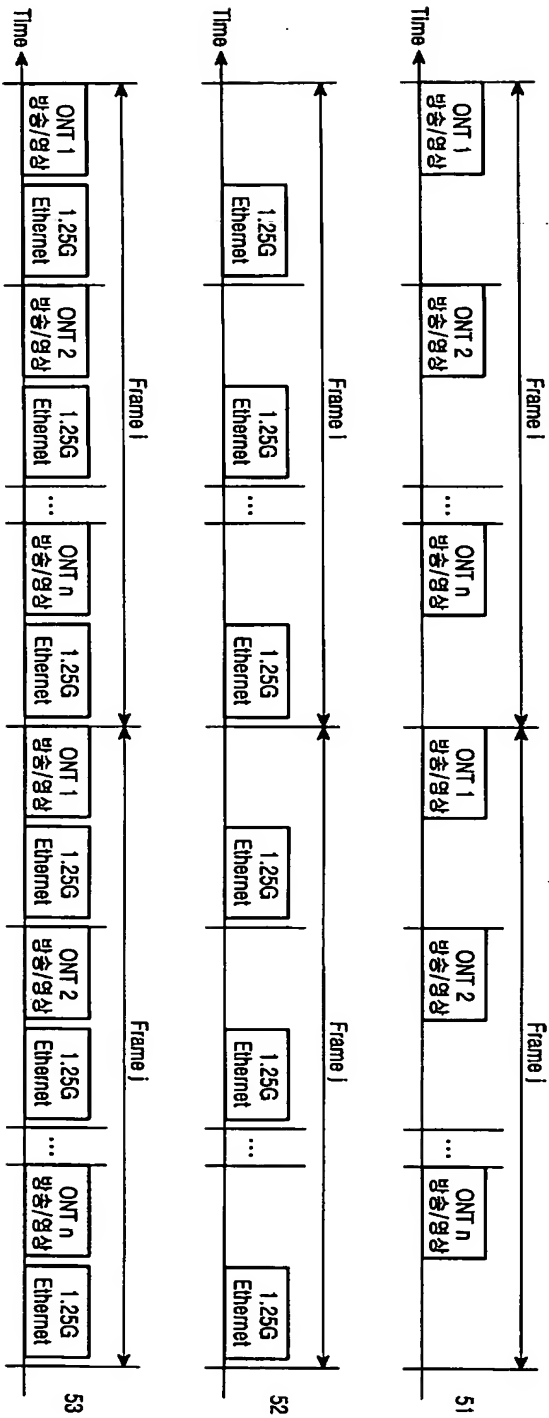 Frame i
Frame j
Time
ONT 1
방송/영상
ONT 2
방송/영상
...
ONT n
방송/영상
ONT 1
방송/영상
ONT 2
방송/영상
...
ONT n
방송/영상
51
Frame i
Frame j
Time
1.25G
Ethernet
1.25G
Ethernet
...
1.25G
Ethernet
1.25G
Ethernet
1.25G
Ethernet
...
1.25G
Ethernet
52
Frame i
Frame j
Time
ONT 1
방송/영상
1.25G
Ethernet
ONT 2
방송/영상
1.25G
Ethernet
...
ONT n
방송/영상
1.25G
Ethernet
ONT 1
방송/영상
1.25G
Ethernet
ONT 2
방송/영상
1.25G
Ethernet
...
ONT n
방송/영상
1.25G
Ethernet
53